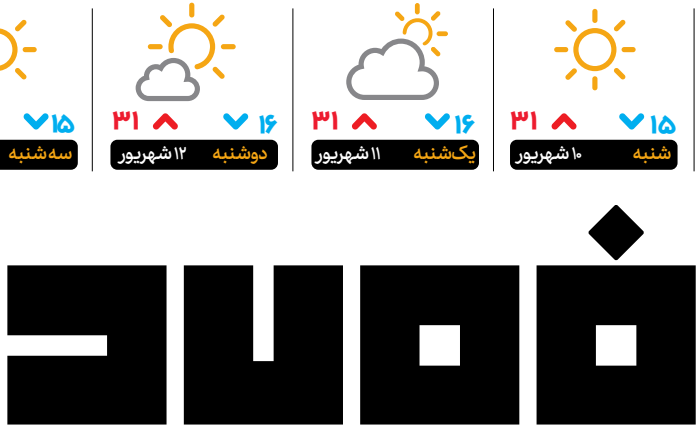 ۱۵ ۳۱ ۱۶ ۳۱ ۱۶ ۳۱ ۱۵
شنبه ۱۰ شهریور یک‌شنبه ۱۱ شهریور دوشنبه ۱۲ شهریور سه‌شنبه